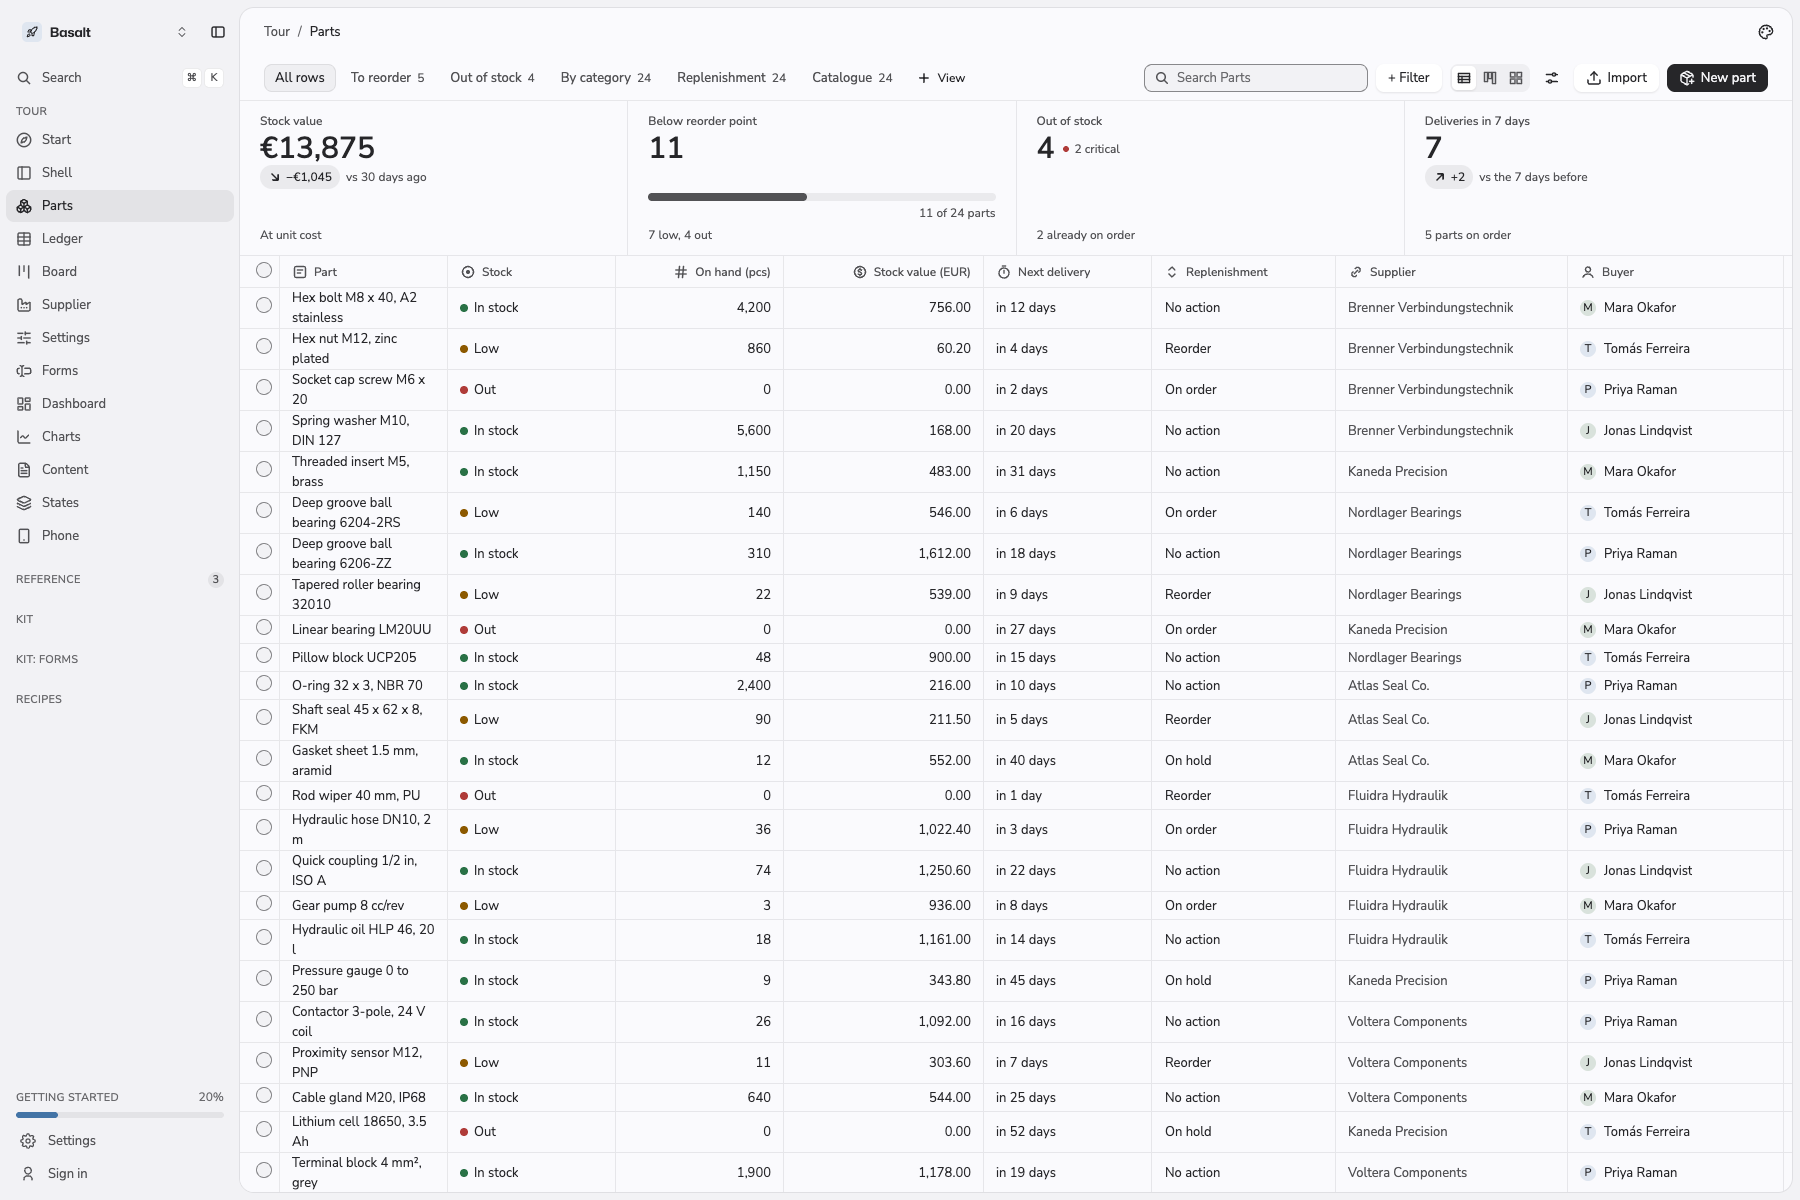 Basalt
Search ⌘ K
TOUR
Start
Shell
Parts
Ledger
Board
Supplier
Settings
Forms
Dashboard
Charts
Content
States
Phone
REFERENCE 3
KIT
KIT: FORMS
RECIPES
GETTING STARTED 20%
Settings
Sign in
Tour / Parts
All rows To reorder 5 Out of stock 4 By category 24 Replenishment 24 Catalogue 24 + View Search Parts + Filter Import New part
Stock value
€13,875
−€1,045 vs 30 days ago
At unit cost
Below reorder point
11
11 of 24 parts
7 low, 4 out
Out of stock
4 2 critical
2 already on order
Deliveries in 7 days
7
+2 vs the 7 days before
5 parts on order
Part Stock On hand (pcs) Stock value (EUR) Next delivery Replenishment Supplier Buyer
Hex bolt M8 x 40, A2
stainless In stock 4,200 756.00 in 12 days No action Brenner Verbindungstechnik M Mara Okafor
Hex nut M12, zinc
plated Low 860 60.20 in 4 days Reorder Brenner Verbindungstechnik T Tomás Ferreira
Socket cap screw M6 x
20 Out 0 0.00 in 2 days On order Brenner Verbindungstechnik P Priya Raman
Spring washer M10,
DIN 127 In stock 5,600 168.00 in 20 days No action Brenner Verbindungstechnik J Jonas Lindqvist
Threaded insert M5,
brass In stock 1,150 483.00 in 31 days No action Kaneda Precision M Mara Okafor
Deep groove ball
bearing 6204-2RS Low 140 546.00 in 6 days On order Nordlager Bearings T Tomás Ferreira
Deep groove ball
bearing 6206-ZZ In stock 310 1,612.00 in 18 days No action Nordlager Bearings P Priya Raman
Tapered roller bearing
32010 Low 22 539.00 in 9 days Reorder Nordlager Bearings J Jonas Lindqvist
Linear bearing LM20UU Out 0 0.00 in 27 days On order Kaneda Precision M Mara Okafor
Pillow block UCP205 In stock 48 900.00 in 15 days No action Nordlager Bearings T Tomás Ferreira
O-ring 32 x 3, NBR 70 In stock 2,400 216.00 in 10 days No action Atlas Seal Co. P Priya Raman
Shaft seal 45 x 62 x 8,
FKM Low 90 211.50 in 5 days Reorder Atlas Seal Co. J Jonas Lindqvist
Gasket sheet 1.5 mm,
aramid In stock 12 552.00 in 40 days On hold Atlas Seal Co. M Mara Okafor
Rod wiper 40 mm, PU Out 0 0.00 in 1 day Reorder Fluidra Hydraulik T Tomás Ferreira
Hydraulic hose DN10, 2
m Low 36 1,022.40 in 3 days On order Fluidra Hydraulik P Priya Raman
Quick coupling 1/2 in,
ISO A In stock 74 1,250.60 in 22 days No action Fluidra Hydraulik J Jonas Lindqvist
Gear pump 8 cc/rev Low 3 936.00 in 8 days On order Fluidra Hydraulik M Mara Okafor
Hydraulic oil HLP 46, 20
l In stock 18 1,161.00 in 14 days No action Fluidra Hydraulik T Tomás Ferreira
Pressure gauge 0 to
250 bar In stock 9 343.80 in 45 days On hold Kaneda Precision P Priya Raman
Contactor 3-pole, 24 V
coil In stock 26 1,092.00 in 16 days No action Voltera Components P Priya Raman
Proximity sensor M12,
PNP Low 11 303.60 in 7 days Reorder Voltera Components J Jonas Lindqvist
Cable gland M20, IP68 In stock 640 544.00 in 25 days No action Voltera Components M Mara Okafor
Lithium cell 18650, 3.5
Ah Out 0 0.00 in 52 days On hold Kaneda Precision T Tomás Ferreira
Terminal block 4 mm²,
grey In stock 1,900 1,178.00 in 19 days No action Voltera Components P Priya Raman